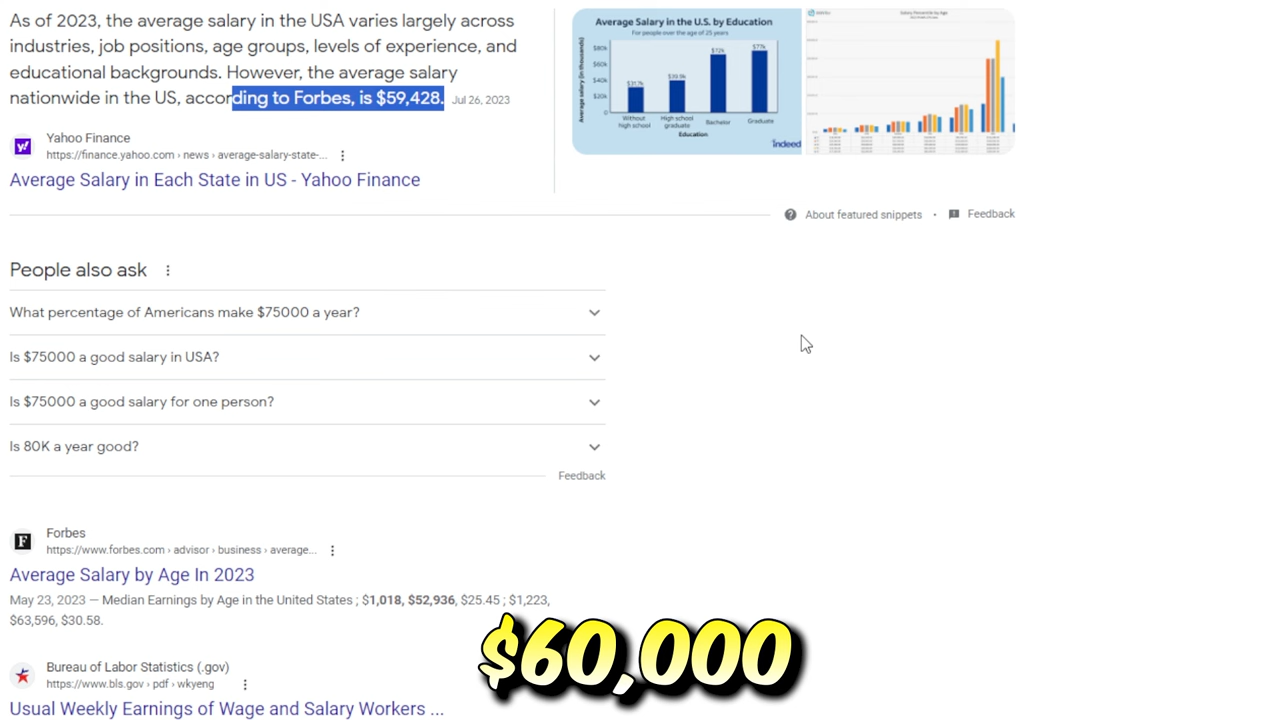 As of 2023, the average salary in the USA varies largely across
industries, job positions, age groups, levels of experience, and
educational backgrounds. However, the average salary
nationwide in the US, according to Forbes, is $59,428. Jul 26, 2023
Yahoo Finance
https://finance.yahoo.com › news › average-salary-state-...
Average Salary in Each State in US - Yahoo Finance
Average Salary in the U.S. by Education
For people over the age of 25 years
Average salary (in thousands)
$80k
$60k
$40k
$20k
0
$72k
$77k
Without high school
High school graduate
Bachelor
Graduate
Education
indeed
Salary Percentile by Age
About featured snippets • Feedback
People also ask
What percentage of Americans make $75000 a year?
Is $75000 a good salary in USA?
Is $75000 a good salary for one person?
Is 80K a year good?
Feedback
Forbes
https://www.forbes.com › advisor › business › average...
Average Salary by Age In 2023
May 23, 2023 — Median Earnings by Age in the United States ; $1,018, $52,936, $25.45 ; $1,223,
$63,596, $30.58.
Bureau of Labor Statistics (.gov)
https://www.bls.gov › pdf › wkyeng
Usual Weekly Earnings of Wage and Salary Workers ...
$60,000